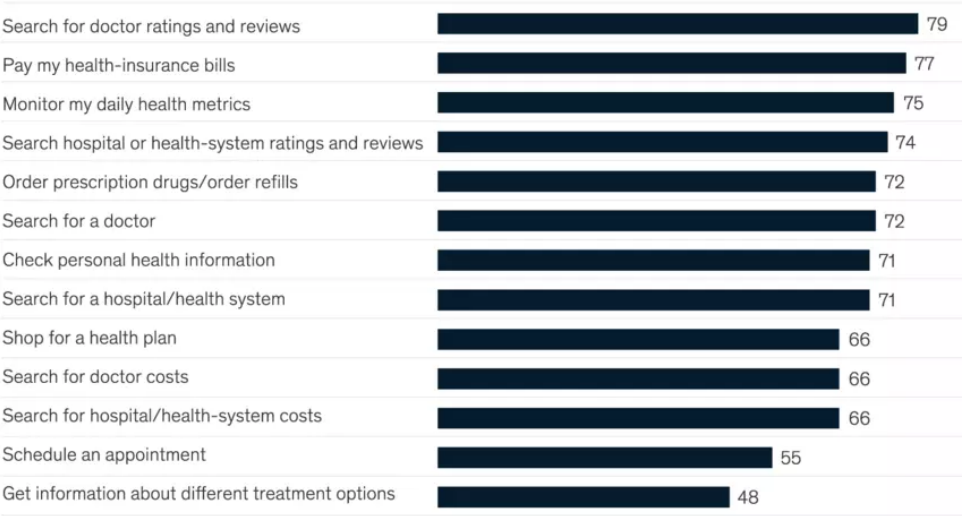 Search for doctor ratings and reviews 79
Pay my health-insurance bills 77
Monitor my daily health metrics 75
Search hospital or health-system ratings and reviews 74
Order prescription drugs/order refills 72
Search for a doctor 72
Check personal health information 71
Search for a hospital/health system 71
Shop for a health plan 66
Search for doctor costs 66
Search for hospital/health-system costs 66
Schedule an appointment 55
Get information about different treatment options 48